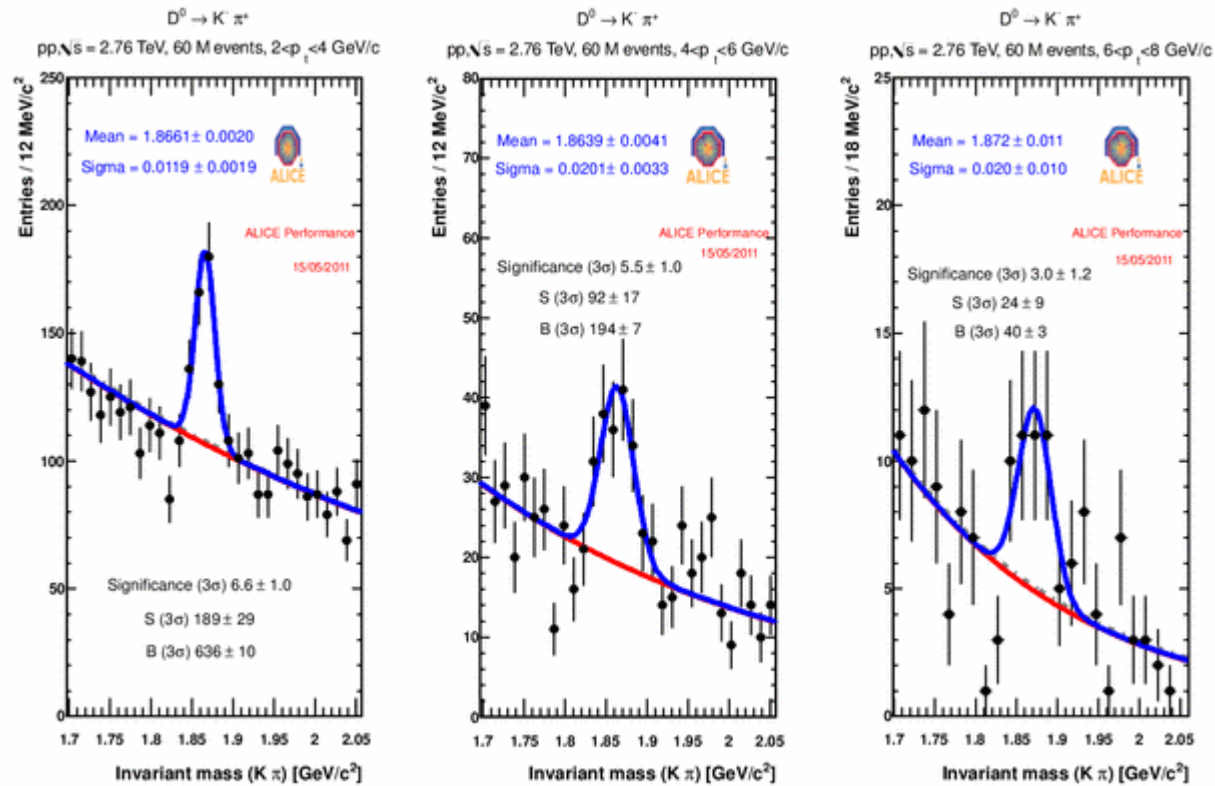 D⁰ → K⁻ π⁺
pp,√s = 2.76 TeV, 60 M events, 2<p_t<4 GeV/c
250
200
150
100
50
0
Entries / 12 MeV/c²
Mean = 1.8661± 0.0020
Sigma = 0.0119 ± 0.0019
ALICE
ALICE Performance
15/05/2011
Significance (3σ) 6.6 ± 1.0
S (3σ) 189 ± 29
B (3σ) 636 ± 10
1.7 1.75 1.8 1.85 1.9 1.95 2 2.05
Invariant mass (K π) [GeV/c²]
D⁰ → K⁻ π⁺
pp,√s = 2.76 TeV, 60 M events, 4<p_t<6 GeV/c
80
70
60
50
40
30
20
10
0
Entries / 12 MeV/c²
Mean = 1.8639 ± 0.0041
Sigma = 0.0201 ± 0.0033
ALICE
ALICE Performance
15/05/2011
Significance (3σ) 5.5 ± 1.0
S (3σ) 92 ± 17
B (3σ) 194 ± 7
1.7 1.75 1.8 1.85 1.9 1.95 2 2.05
Invariant mass (K π) [GeV/c²]
D⁰ → K⁻ π⁺
pp,√s = 2.76 TeV, 60 M events, 6<p_t<8 GeV/c
25
20
15
10
5
0
Entries / 18 MeV/c²
Mean = 1.872 ± 0.011
Sigma = 0.020 ± 0.010
ALICE
ALICE Performance
15/05/2011
Significance (3σ) 3.0 ± 1.2
S (3σ) 24 ± 9
B (3σ) 40 ± 3
1.7 1.75 1.8 1.85 1.9 1.95 2 2.05
Invariant mass (K π) [GeV/c²]